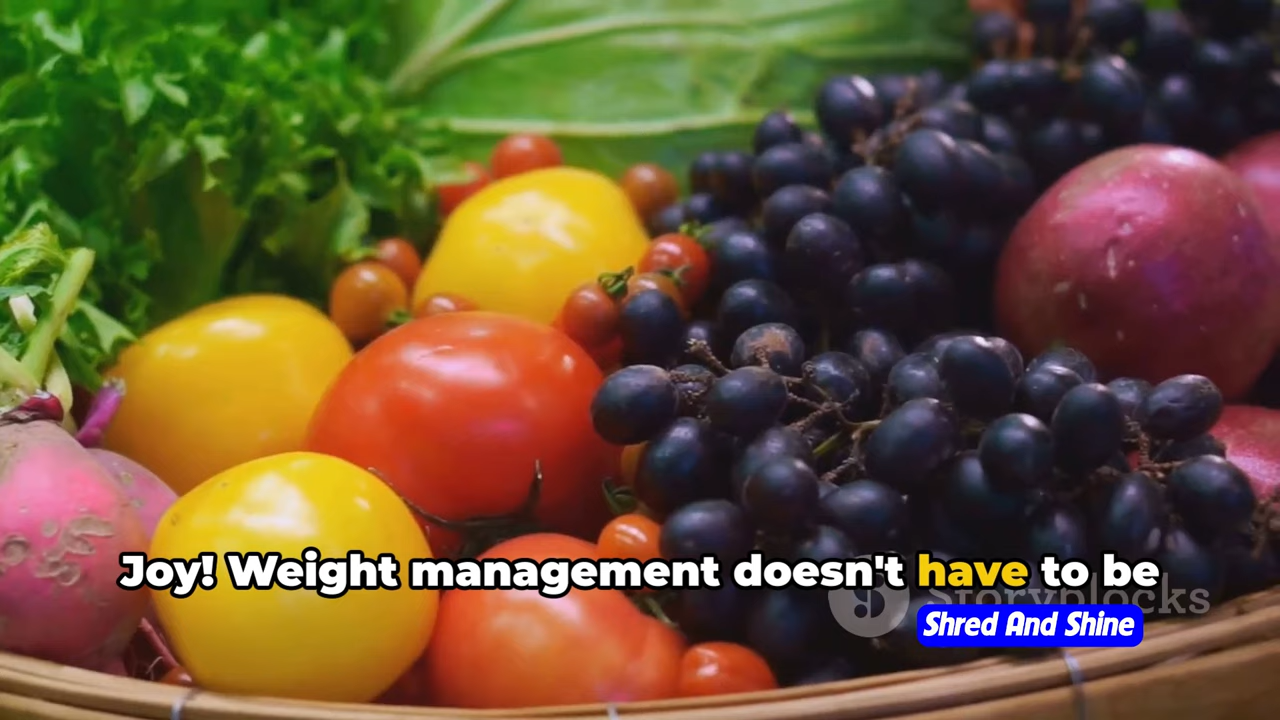 Joy! Weight management doesn't have to be
Storyblocks
Shred And Shine